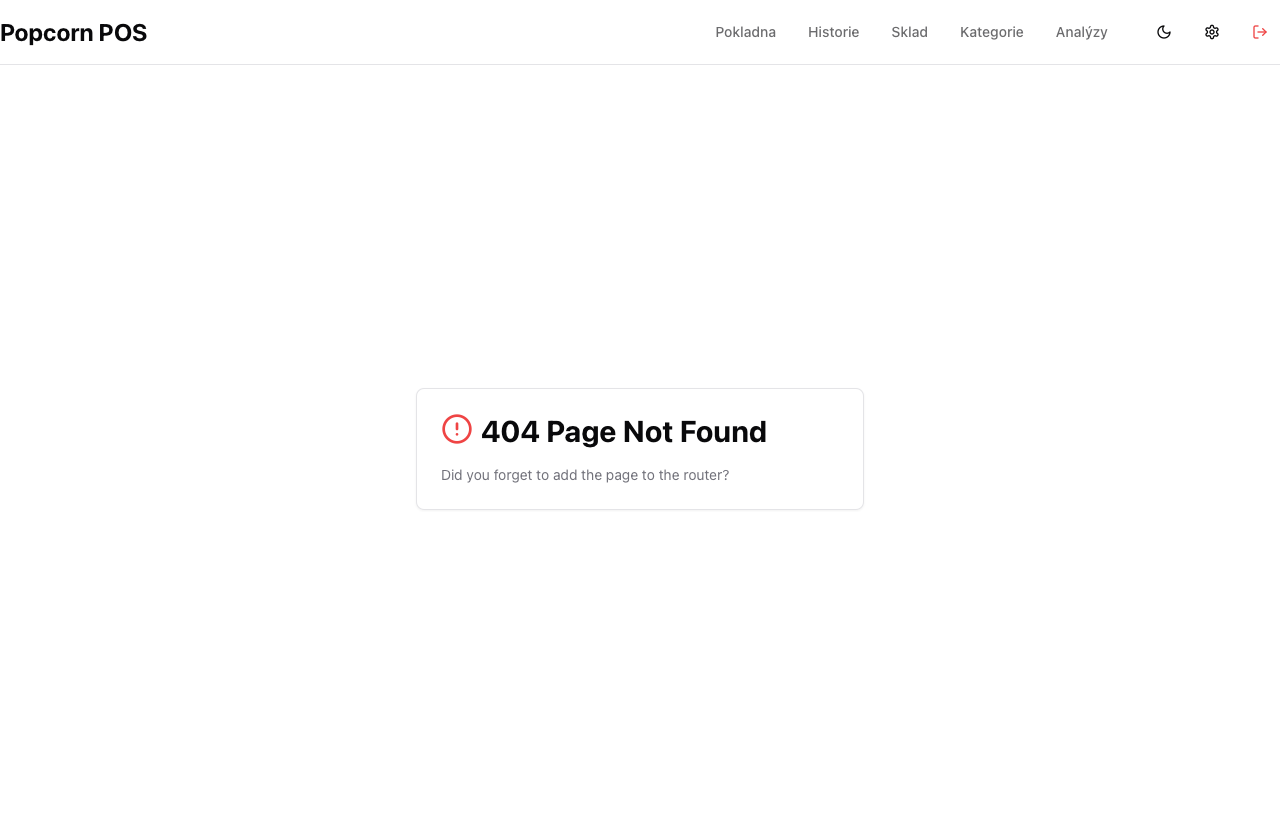 Popcorn POS
Pokladna Historie Sklad Kategorie Analýzy
404 Page Not Found
Did you forget to add the page to the router?